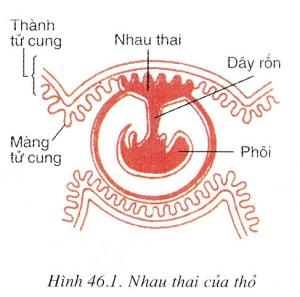 Thành
tử cung
Nhau thai
Dây rốn
Màng
tử cung
Phôi
Hình 46.1. Nhau thai của thỏ